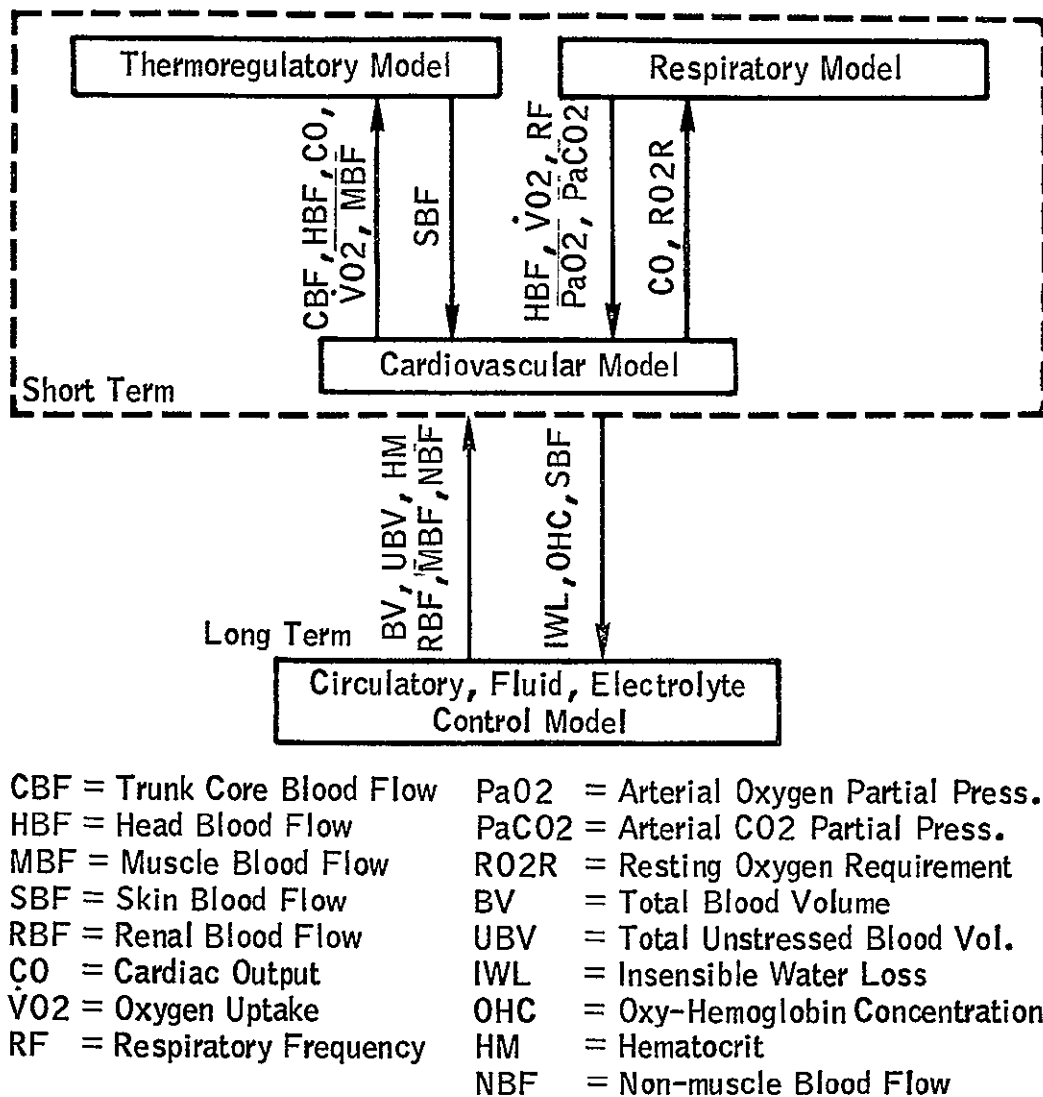 Thermoregulatory Model
Respiratory Model
CBF, HBF, CO,
V̇O2, MBF
SBF
HBF, V̇O2, RF
PaO2, PaCO2
CO, RO2R
Cardiovascular Model
Short Term
BV, UBV, HM
RBF, MBF, NBF
IWL, OHC, SBF
Long Term
Circulatory, Fluid, Electrolyte
Control Model
CBF = Trunk Core Blood Flow
HBF = Head Blood Flow
MBF = Muscle Blood Flow
SBF = Skin Blood Flow
RBF = Renal Blood Flow
CO = Cardiac Output
V̇O2 = Oxygen Uptake
RF = Respiratory Frequency
PaO2 = Arterial Oxygen Partial Press.
PaCO2 = Arterial CO2 Partial Press.
RO2R = Resting Oxygen Requirement
BV = Total Blood Volume
UBV = Total Unstressed Blood Vol.
IWL = Insensible Water Loss
OHC = Oxy-Hemoglobin Concentration
HM = Hematocrit
NBF = Non-muscle Blood Flow